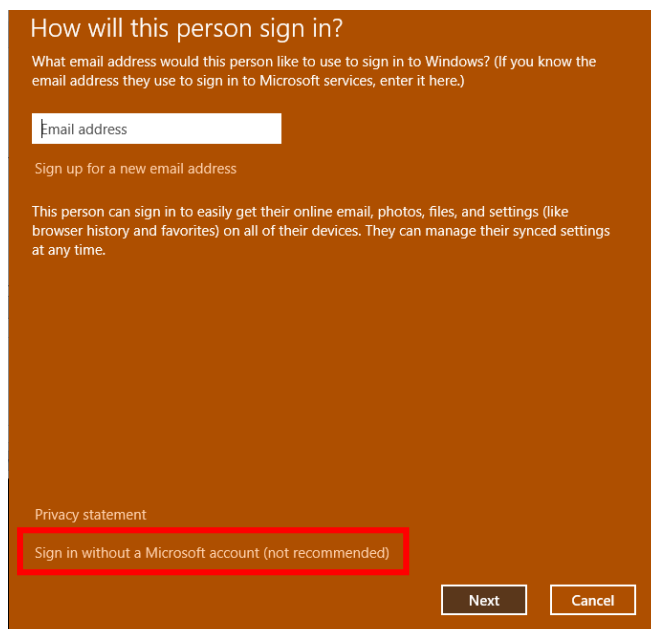 How will this person sign in?
What email address would this person like to use to sign in to Windows? (If you know the
email address they use to sign in to Microsoft services, enter it here.)
Email address
Sign up for a new email address
This person can sign in to easily get their online email, photos, files, and settings (like
browser history and favorites) on all of their devices. They can manage their synced settings
at any time.
Privacy statement
Sign in without a Microsoft account (not recommended)
Next
Cancel